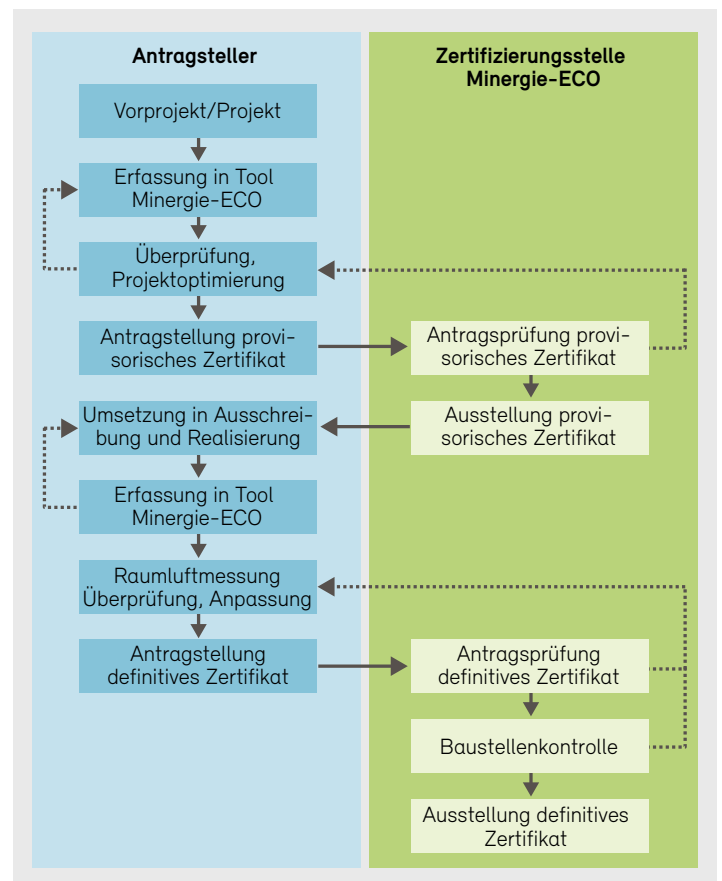 Antragsteller
Zertifizierungsstelle
Minergie-ECO
Vorprojekt/Projekt
Erfassung in Tool
Minergie-ECO
Überprüfung,
Projektoptimierung
Antragstellung provi-
sorisches Zertifikat
Antragsprüfung provi-
sorisches Zertifikat
Umsetzung in Ausschrei-
bung und Realisierung
Ausstellung provi-
sorisches Zertifikat
Erfassung in Tool
Minergie-ECO
Raumluftmessung
Überprüfung, Anpassung
Antragstellung
definitives Zertifikat
Antragsprüfung
definitives Zertifikat
Baustellenkontrolle
Ausstellung definitives
Zertifikat